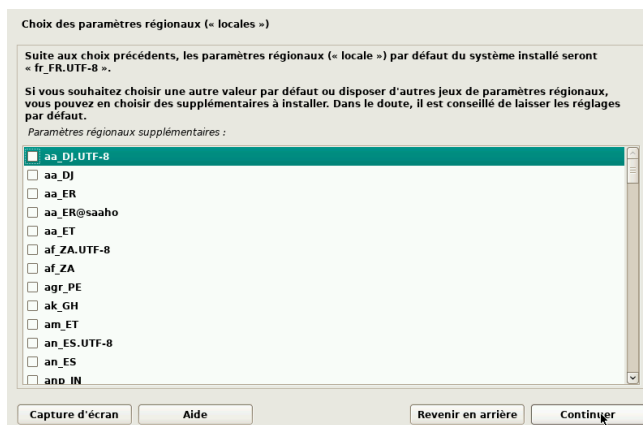 Choix des paramètres régionaux (« locales »)
Suite aux choix précédents, les paramètres régionaux (« locale ») par défaut du système installé seront
« fr_FR.UTF-8 ».
Si vous souhaitez choisir une autre valeur par défaut ou disposer d'autres jeux de paramètres régionaux,
vous pouvez en choisir des supplémentaires à installer. Dans le doute, il est conseillé de laisser les réglages
par défaut.
Paramètres régionaux supplémentaires :
aa_DJ.UTF-8
aa_DJ
aa_ER
aa_ER@saaho
aa_ET
af_ZA.UTF-8
af_ZA
agr_PE
ak_GH
am_ET
an_ES.UTF-8
an_ES
anp_IN
Capture d'écran
Aide
Revenir en arrière
Continuer